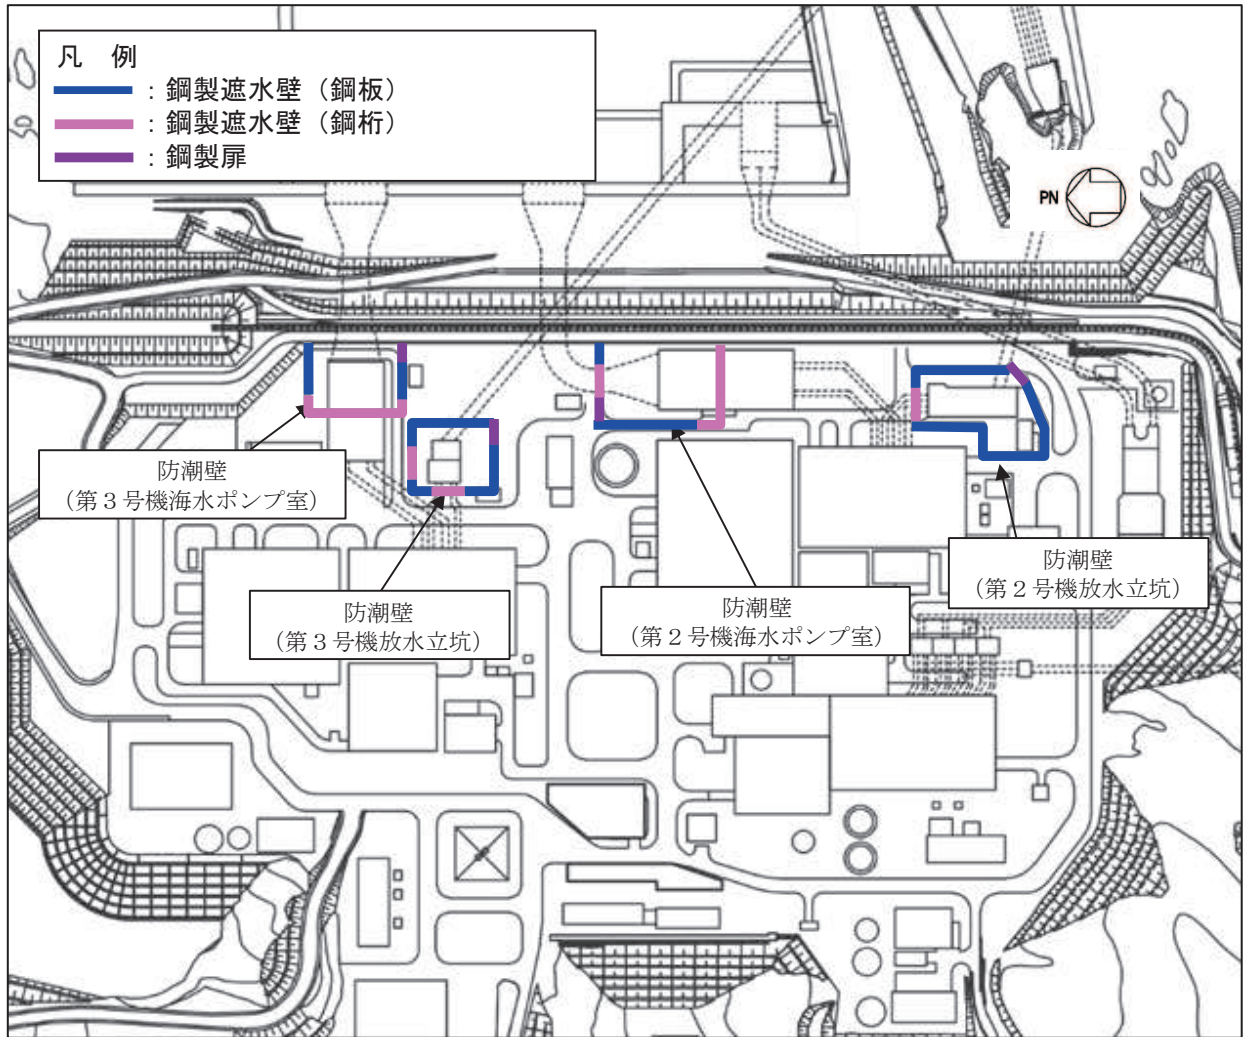 凡　例
：鋼製遮水壁（鋼板）
：鋼製遮水壁（鋼桁）
：鋼製扉
PN
防潮壁
（第３号機海水ポンプ室）
防潮壁
（第３号機放水立坑）
防潮壁
（第２号機海水ポンプ室）
防潮壁
（第２号機放水立坑）